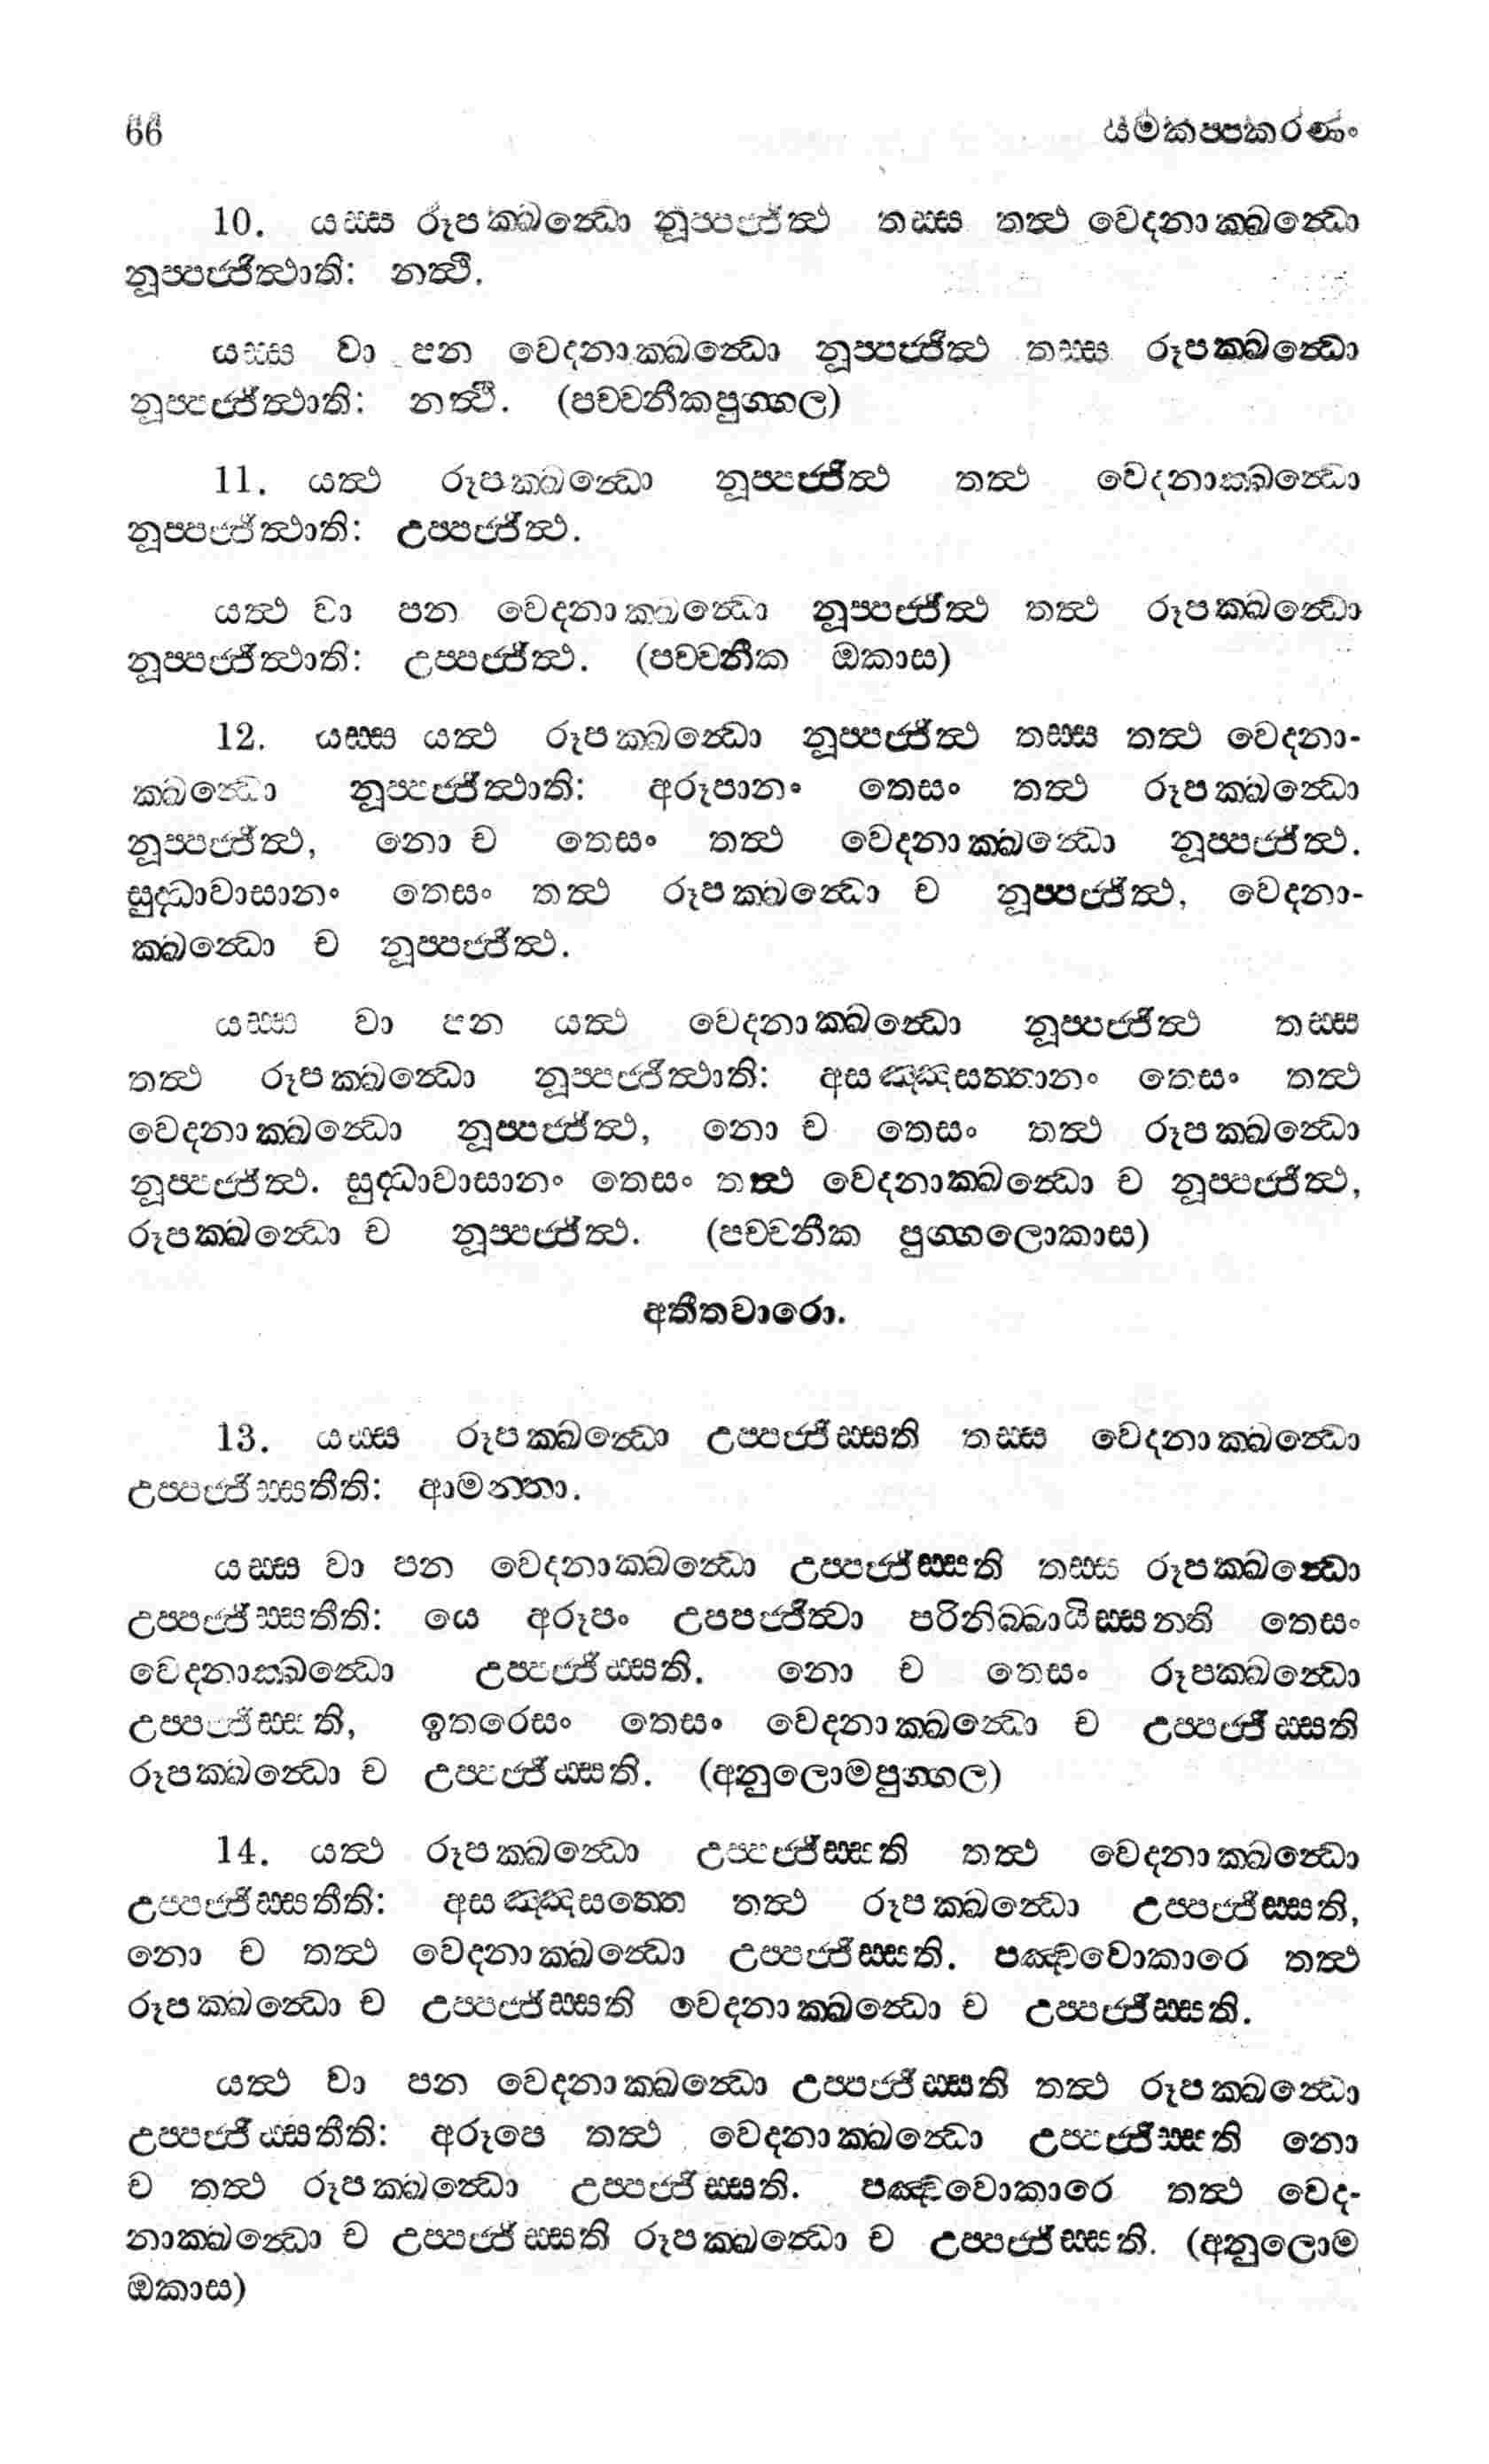 66 යමකප්පකරණං
10. යස්ස රූපක්ඛන්ධො නූප්පජ්ජිත්ථ තස්ස තත්ථ වෙදනාක්ඛන්ධො
නූප්පජ්ජිත්ථාති: නත්ථි.
යස්ස වා පන වෙදනාක්ඛන්ධො නූප්පජ්ජිත්ථ තස්ස රූපක්ඛන්ධො
නූප්පජ්ජිත්ථාති: නත්ථි. (පච්චනීකපුග්ගල)
11. යත්ථ රූපක්ඛන්ධො නූප්පජ්ජිත්ථ තත්ථ වෙදනාක්ඛන්ධො
නූප්පජ්ජිත්ථාති: උප්පජ්ජිත්ථ.
යත්ථ වා පන වෙදනාක්ඛන්ධො නූප්පජ්ජිත්ථ තත්ථ රූපක්ඛන්ධො
නූප්පජ්ජිත්ථාති: උප්පජ්ජිත්ථ. (පච්චනීක ඔකාස)
12. යස්ස යත්ථ රූපක්ඛන්ධො නූප්පජ්ජිත්ථ තස්ස තත්ථ වෙදනා-
ක්ඛන්ධො නූප්පජ්ජිත්ථාති: අරූපානං තෙසං තත්ථ රූපක්ඛන්ධො
නූප්පජ්ජිත්ථ, නො ච තෙසං තත්ථ වෙදනාක්ඛන්ධො නූප්පජ්ජිත්ථ.
සුද්ධාවාසානං තෙසං තත්ථ රූපක්ඛන්ධො ච නූප්පජ්ජිත්ථ, වෙදනා-
ක්ඛන්ධො ච නූප්පජ්ජිත්ථ.
යස්ස වා පන යත්ථ වෙදනාක්ඛන්ධො නූප්පජ්ජිත්ථ තස්ස
තත්ථ රූපක්ඛන්ධො නූප්පජ්ජිත්ථාති: අසඤ්ඤසත්තානං තෙසං තත්ථ
වෙදනාක්ඛන්ධො නූප්පජ්ජිත්ථ, නො ච තෙසං තත්ථ රූපක්ඛන්ධො
නූප්පජ්ජිත්ථ. සුද්ධාවාසානං තෙසං තත්ථ වෙදනාක්ඛන්ධො ච නූප්පජ්ජිත්ථ,
රූපක්ඛන්ධො ච නූප්පජ්ජිත්ථ. (පච්චනීක පුග්ගලොකාස)
අතීතවාරො.
13. යස්ස රූපක්ඛන්ධො උප්පජ්ජිස්සති තස්ස වෙදනාක්ඛන්ධො
උප්පජ්ජිස්සතීති: ආමන්තා.
යස්ස වා පන වෙදනාක්ඛන්ධො උප්පජ්ජිස්සති තස්ස රූපක්ඛන්ධො
උප්පජ්ජිස්සතීති: යෙ අරූපං උපපජ්ජිත්වා පරිනිබ්බායිස්සන්ති තෙසං
වෙදනාක්ඛන්ධො උප්පජ්ජිස්සති. නො ච තෙසං රූපක්ඛන්ධො
උප්පජ්ජිස්සති, ඉතරෙසං තෙසං වෙදනාක්ඛන්ධො ච උප්පජ්ජිස්සති
රූපක්ඛන්ධො ච උප්පජ්ජිස්සති. (අනුලොමපුග්ගල)
14. යත්ථ රූපක්ඛන්ධො උප්පජ්ජිස්සති තත්ථ වෙදනාක්ඛන්ධො
උප්පජ්ජිස්සතීති: අසඤ්ඤසත්තෙ තත්ථ රූපක්ඛන්ධො උප්පජ්ජිස්සති,
නො ච තත්ථ වෙදනාක්ඛන්ධො උප්පජ්ජිස්සති. පඤ්චවොකාරෙ තත්ථ
රූපක්ඛන්ධො ච උප්පජ්ජිස්සති වෙදනාක්ඛන්ධො ච උප්පජ්ජිස්සති.
යත්ථ වා පන වෙදනාක්ඛන්ධො උප්පජ්ජිස්සති තත්ථ රූපක්ඛන්ධො
උප්පජ්ජිස්සතීති: අරූපෙ තත්ථ වෙදනාක්ඛන්ධො උප්පජ්ජිස්සති නො
ච තත්ථ රූපක්ඛන්ධො උප්පජ්ජිස්සති. පඤ්චවොකාරෙ තත්ථ වෙද-
නාක්ඛන්ධො ච උප්පජ්ජිස්සති රූපක්ඛන්ධො ච උප්පජ්ජිස්සති. (අනුලොම
ඔකාස)